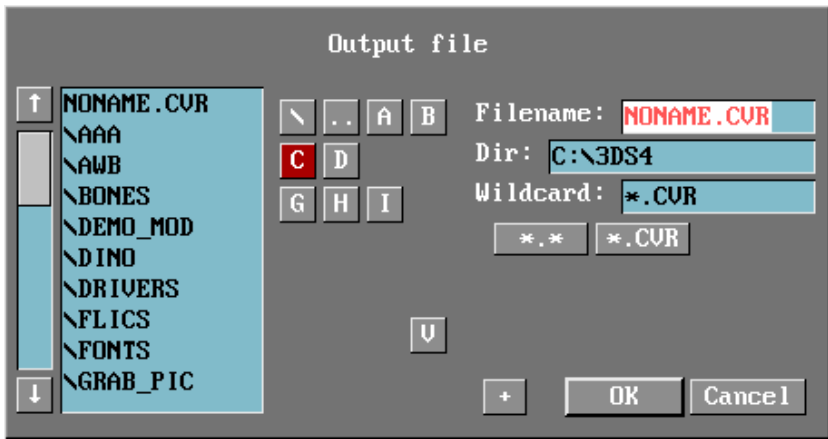 Output file
↑
NONAME.CVR
\AAA
\AWB
\BONES
\DEMO_MOD
\DINO
\DRIVERS
\FLICS
\FONTS
\GRAB_PIC
↓
\ .. A B
C D
G H I
V
Filename: NONAME.CVR
Dir: C:\3DS4
Wildcard: *.CVR
*.* *.CVR
+ OK Cancel